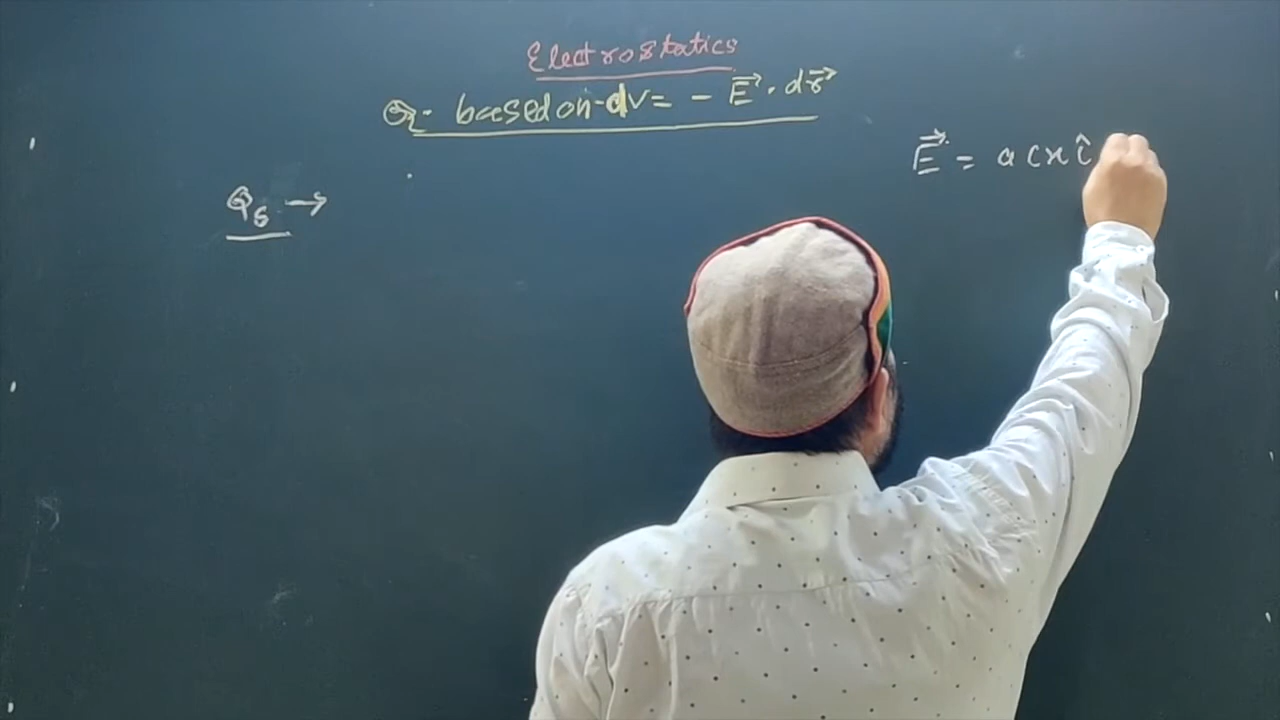 Electrostatics
Q. based on dV = - E⃗ · dr⃗
E⃗ = a (x î
Q5 →